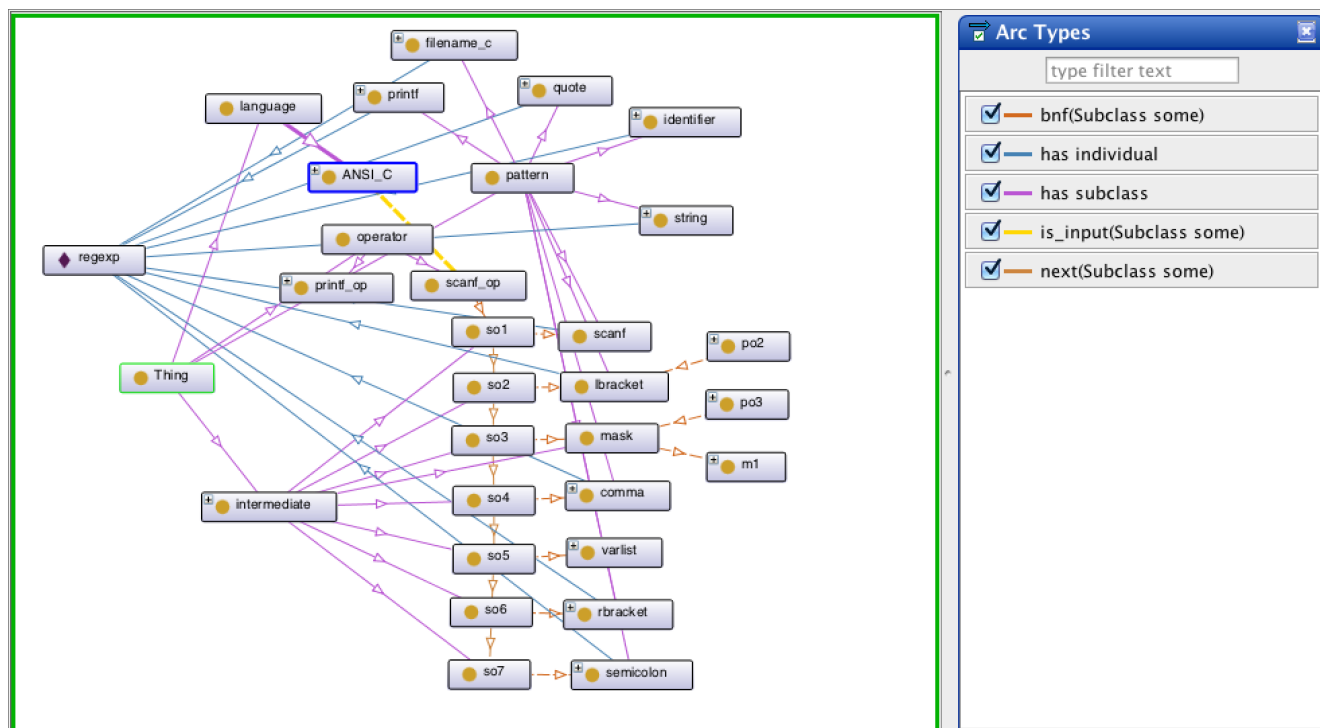 filename_c
printf
quote
language
identifier
ANSI_C
pattern
string
operator
regexp
printf_op
scanf_op
so1
scanf
po2
Thing
so2
lbracket
po3
so3
mask
m1
so4
comma
intermediate
so5
varlist
so6
rbracket
so7
semicolon
Arc Types
type filter text
bnf(Subclass some)
has individual
has subclass
is_input(Subclass some)
next(Subclass some)